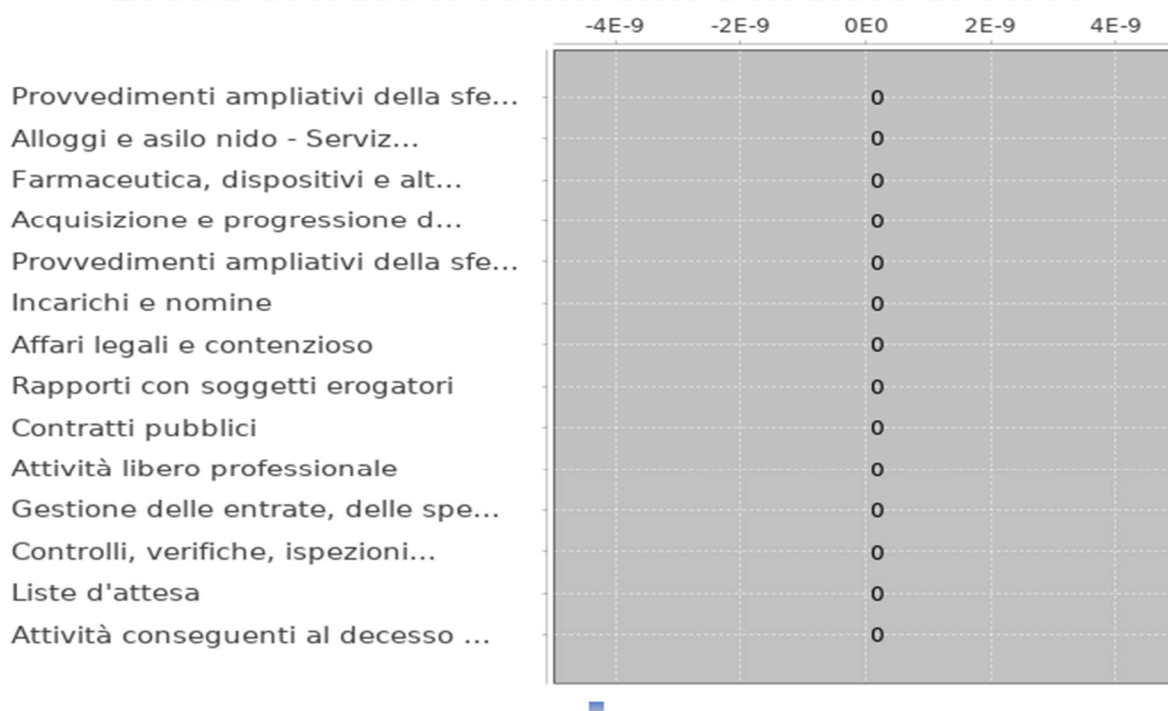 -4E-9 -2E-9 0E0 2E-9 4E-9
Provvedimenti ampliativi della sfe... 0
Alloggi e asilo nido - Serviz... 0
Farmaceutica, dispositivi e alt... 0
Acquisizione e progressione d... 0
Provvedimenti ampliativi della sfe... 0
Incarichi e nomine 0
Affari legali e contenzioso 0
Rapporti con soggetti erogatori 0
Contratti pubblici 0
Attività libero professionale 0
Gestione delle entrate, delle spe... 0
Controlli, verifiche, ispezioni... 0
Liste d'attesa 0
Attività conseguenti al decesso ... 0